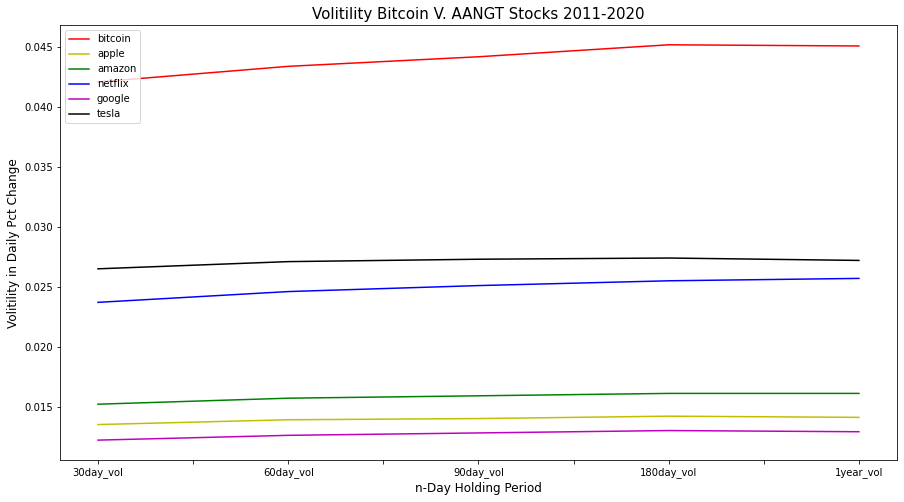 Volitility Bitcoin V. AANGT Stocks 2011-2020
bitcoin
apple
amazon
netflix
google
tesla
0.045
0.040
0.035
0.030
0.025
0.020
0.015
Volitility in Daily Pct Change
30day_vol
60day_vol
90day_vol
180day_vol
1year_vol
n-Day Holding Period